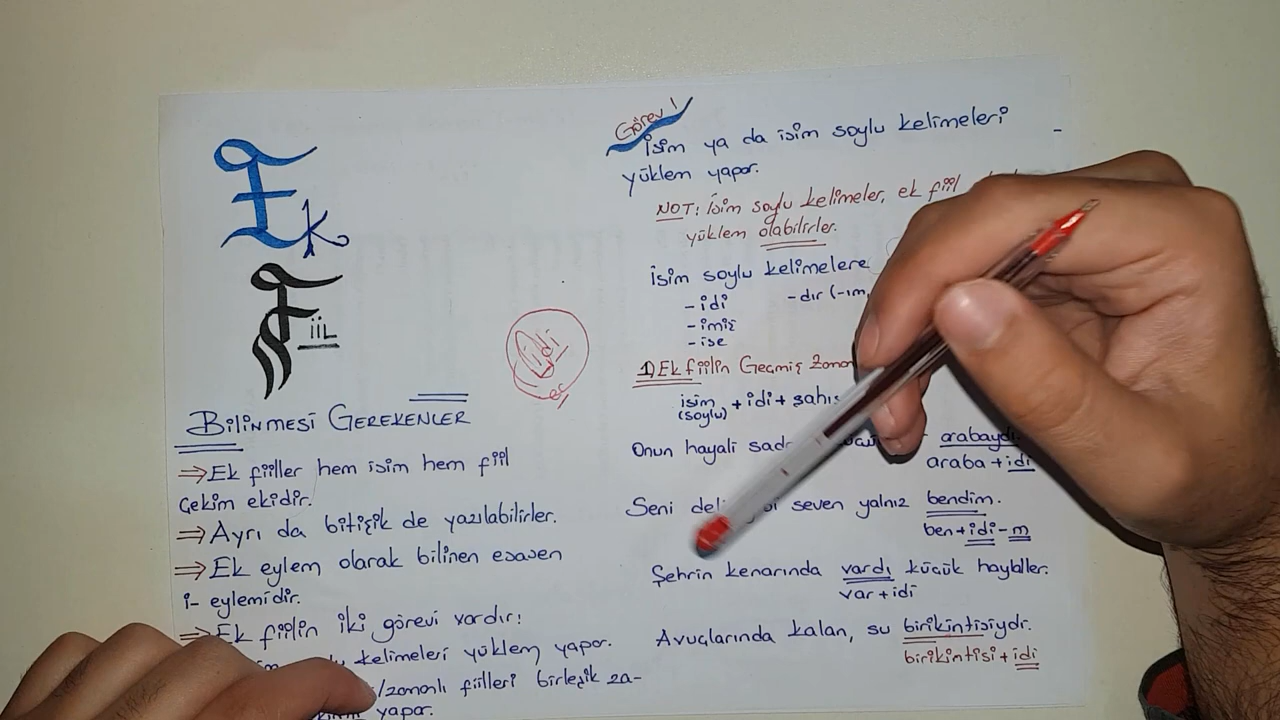 Ek
FiiL
BİLİNMESİ GEREKENLER
⇒ Ek fiiller hem isim hem fiil
çekim ekidir.
⇒ Ayrı da bitişik de yazılabilirler.
⇒ Ek eylem olarak bilinen esasen
i- eylemidir.
⇒ Ek fiilin iki görevi vardır:
kelimeleri yüklem yapar.
/zamanlı fiilleri birleşik za-
yapar.
Görev 1
İsim ya da isim soylu kelimeleri
yüklem yapar.
NOT: İsim soylu kelimeler, ek fiil
yüklem olabilirler.
İsim soylu kelimelere
- idi - dır (-ım,
- imiş
- ise
1) Ek fiilin Geçmiş Zaman
isim + idi + şahıs
(soylu)
Onun hayali arabaydı.
araba + idi
Seni seven yalnız bendim.
ben + idi - m
Şehrin kenarında vardı küçük hayaller.
var + idi
Avuçlarında kalan, su birikintisiydi.
birikintisi + idi